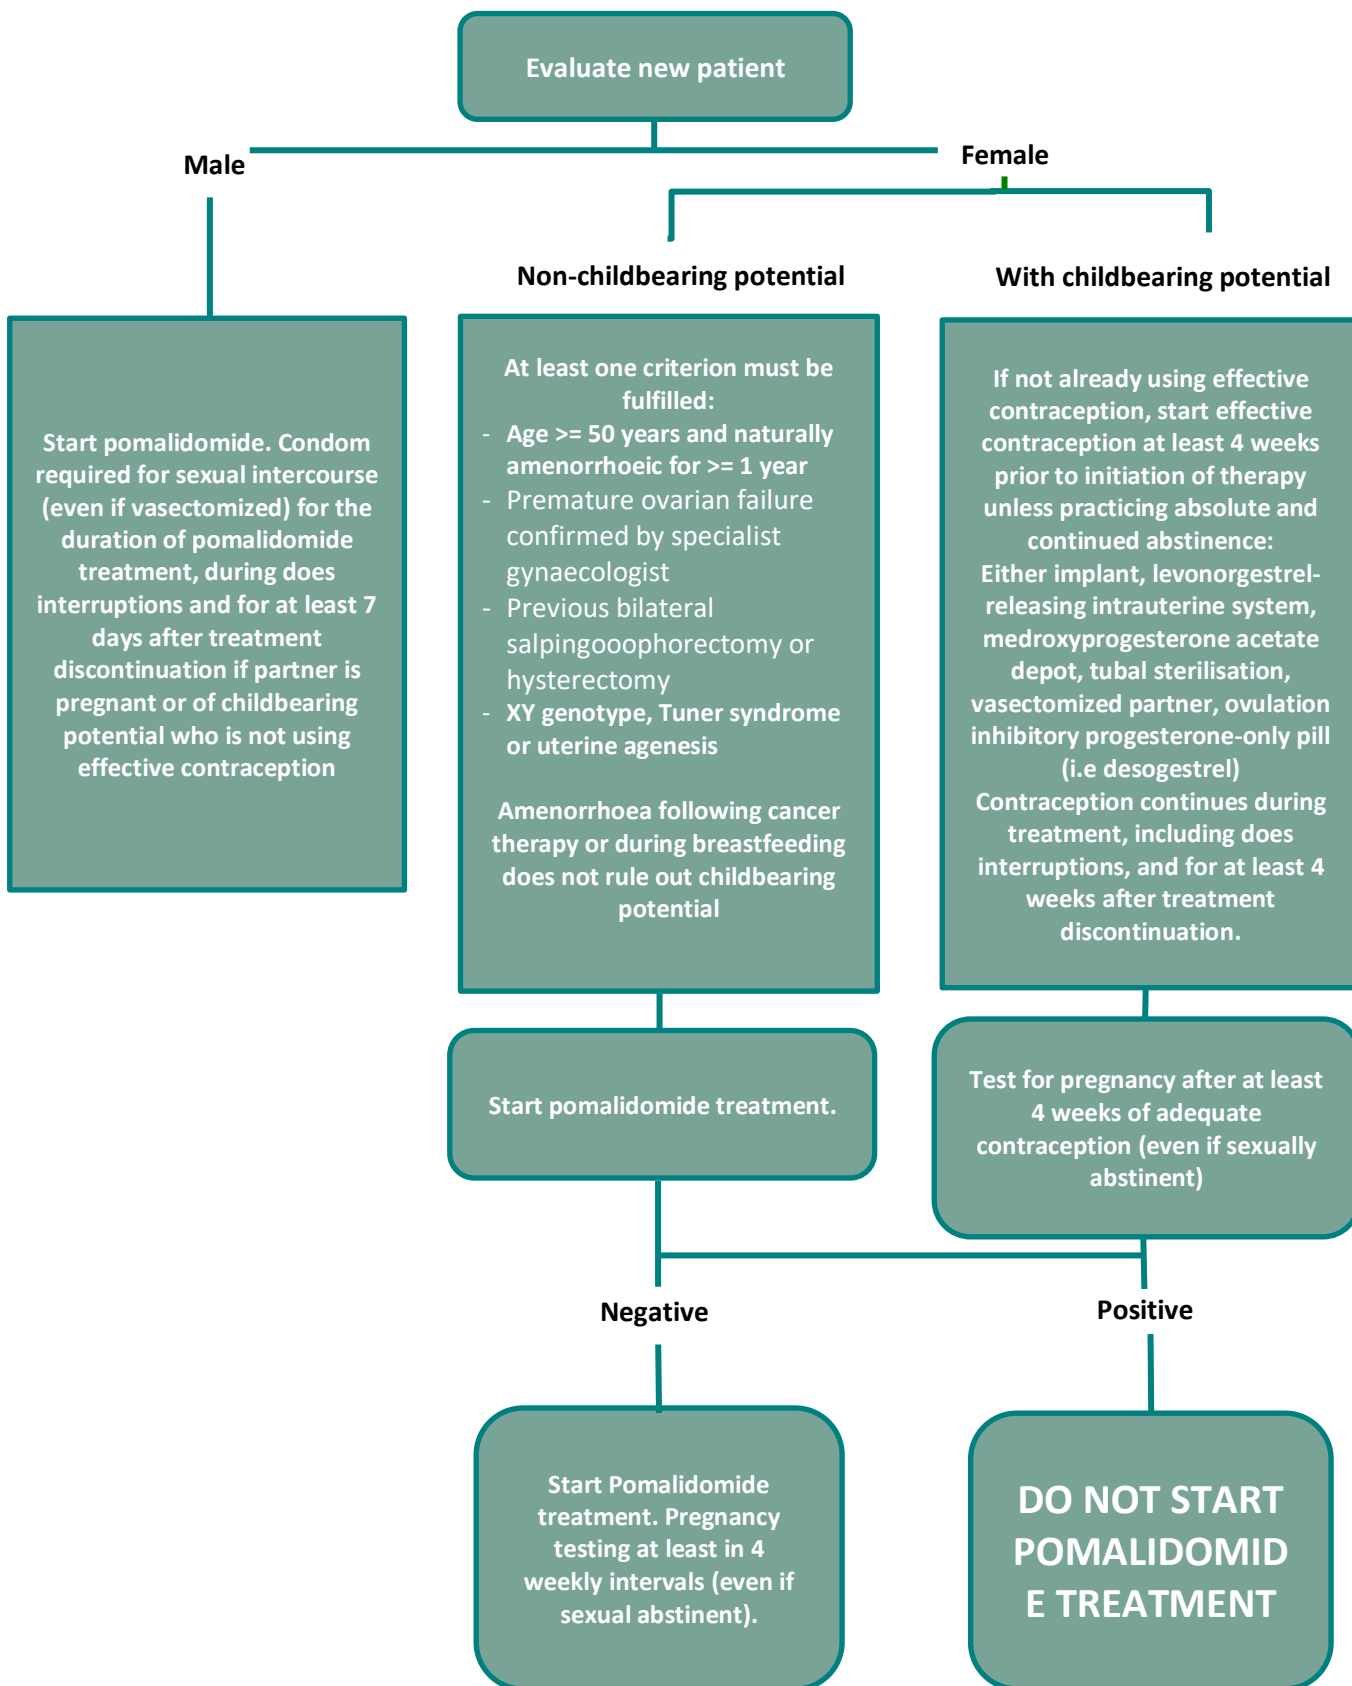 Evaluate new patient
Male
Female
Non-childbearing potential
With childbearing potential
Start pomalidomide. Condom
required for sexual intercourse
(even if vasectomized) for the
duration of pomalidomide
treatment, during does
interruptions and for at least 7
days after treatment
discontinuation if partner is
pregnant or of childbearing
potential who is not using
effective contraception
At least one criterion must be
fulfilled:
- Age >= 50 years and naturally
amenorrhoeic for >= 1 year
- Premature ovarian failure
confirmed by specialist
gynaecologist
- Previous bilateral
salpingooophorectomy or
hysterectomy
- XY genotype, Tuner syndrome
or uterine agenesis
Amenorrhoea following cancer
therapy or during breastfeeding
does not rule out childbearing
potential
If not already using effective
contraception, start effective
contraception at least 4 weeks
prior to initiation of therapy
unless practicing absolute and
continued abstinence:
Either implant, levonorgestrel-
releasing intrauterine system,
medroxyprogesterone acetate
depot, tubal sterilisation,
vasectomized partner, ovulation
inhibitory progesterone-only pill
(i.e desogestrel)
Contraception continues during
treatment, including does
interruptions, and for at least 4
weeks after treatment
discontinuation.
Start pomalidomide treatment.
Test for pregnancy after at least
4 weeks of adequate
contraception (even if sexually
abstinent)
Negative
Positive
Start Pomalidomide
treatment. Pregnancy
testing at least in 4
weekly intervals (even if
sexual abstinent).
DO NOT START
POMALIDOMID
E TREATMENT